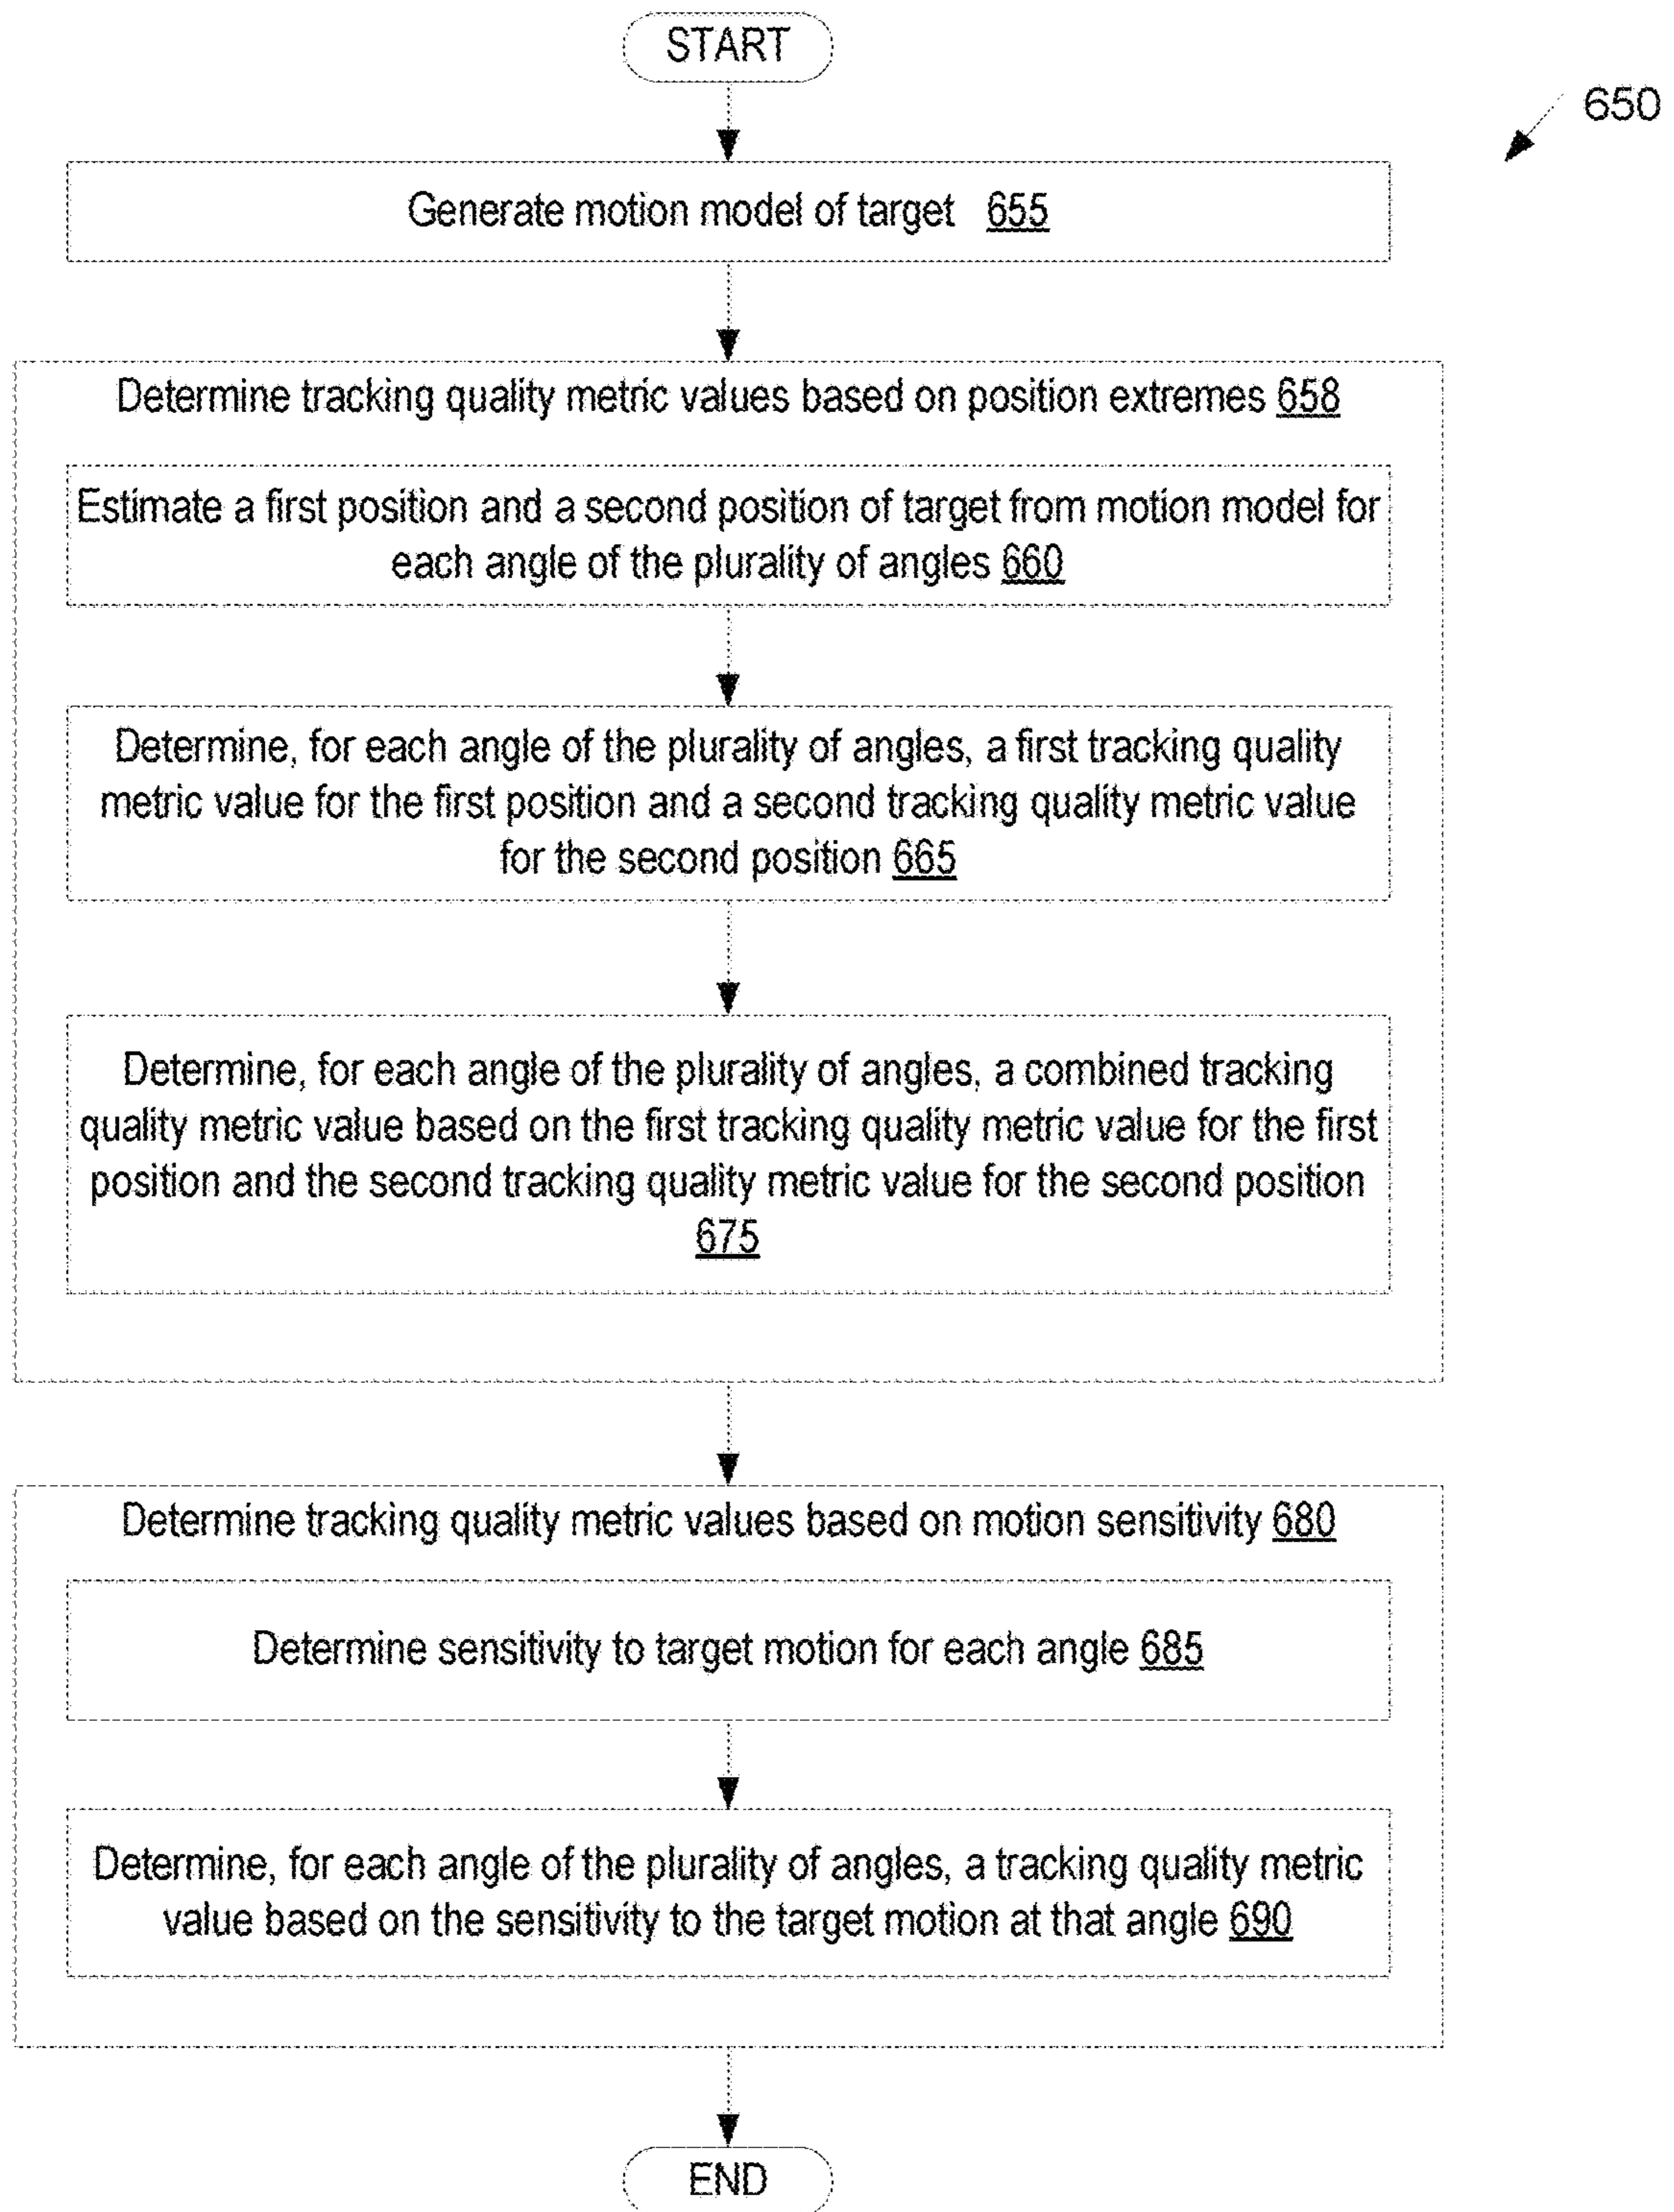 START
650
Generate motion model of target 655
Determine tracking quality metric values based on position extremes 658
Estimate a first position and a second position of target from motion model for
each angle of the plurality of angles 660
Determine, for each angle of the plurality of angles, a first tracking quality
metric value for the first position and a second tracking quality metric value
for the second position 665
Determine, for each angle of the plurality of angles, a combined tracking
quality metric value based on the first tracking quality metric value for the first
position and the second tracking quality metric value for the second position
675
Determine tracking quality metric values based on motion sensitivity 680
Determine sensitivity to target motion for each angle 685
Determine, for each angle of the plurality of angles, a tracking quality metric
value based on the sensitivity to the target motion at that angle 690
END